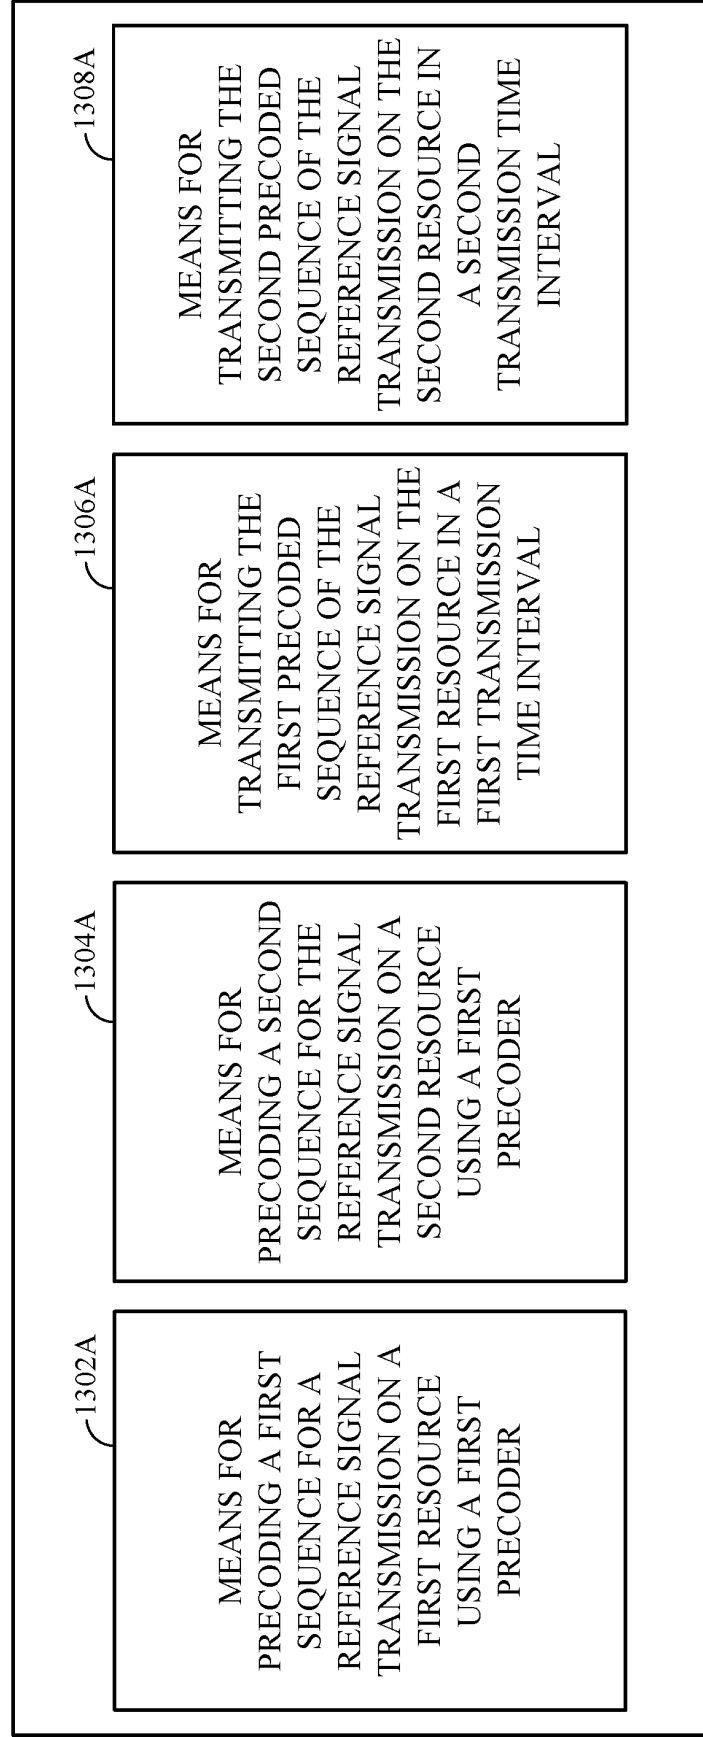 1302A
MEANS FOR
PRECODING A FIRST
SEQUENCE FOR A
REFERENCE SIGNAL
TRANSMISSION ON A
FIRST RESOURCE
USING A FIRST
PRECODER
1304A
MEANS FOR
PRECODING A SECOND
SEQUENCE FOR THE
REFERENCE SIGNAL
TRANSMISSION ON A
SECOND RESOURCE
USING A FIRST
PRECODER
1306A
MEANS FOR
TRANSMITTING THE
FIRST PRECODED
SEQUENCE OF THE
REFERENCE SIGNAL
TRANSMISSION ON THE
FIRST RESOURCE IN A
FIRST TRANSMISSION
TIME INTERVAL
1308A
MEANS FOR
TRANSMITTING THE
SECOND PRECODED
SEQUENCE OF THE
REFERENCE SIGNAL
TRANSMISSION ON THE
SECOND RESOURCE IN
A SECOND
TRANSMISSION TIME
INTERVAL